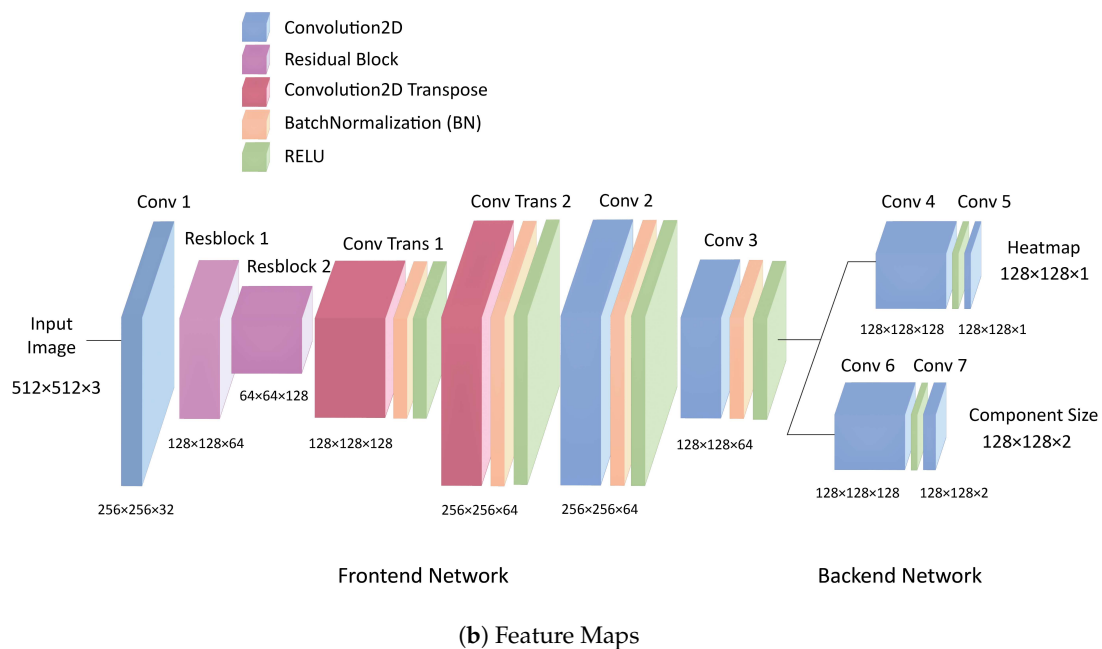 Convolution2D
Residual Block
Convolution2D Transpose
BatchNormalization (BN)
RELU
Conv 1
Resblock 1
Resblock 2
Conv Trans 1
Conv Trans 2
Conv 2
Conv 3
Conv 4
Conv 5
Heatmap
128×128×1
Input
Image
512×512×3
64×64×128
128×128×64
128×128×128
256×256×32
256×256×64
256×256×64
128×128×64
128×128×128
128×128×1
Conv 6
Conv 7
Component Size
128×128×2
128×128×128
128×128×2
Frontend Network
Backend Network
(b) Feature Maps